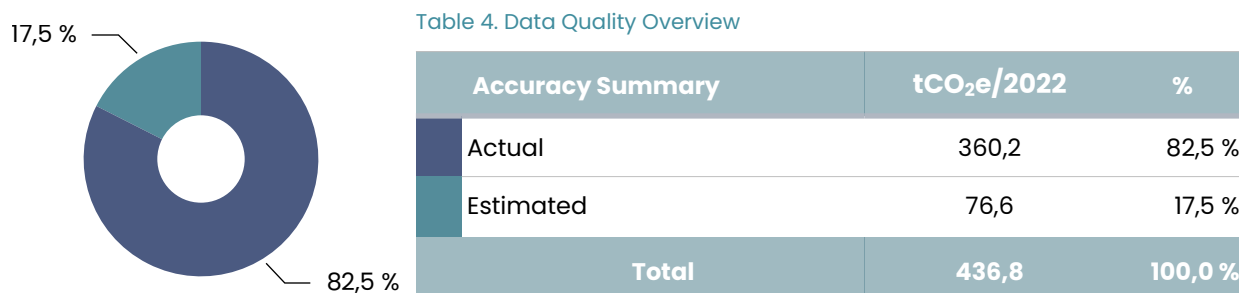 17,5 %
82,5 %
Table 4. Data Quality Overview
Accuracy Summary tCO₂e/2022 %
Actual 360,2 82,5 %
Estimated 76,6 17,5 %
Total 436,8 100,0 %